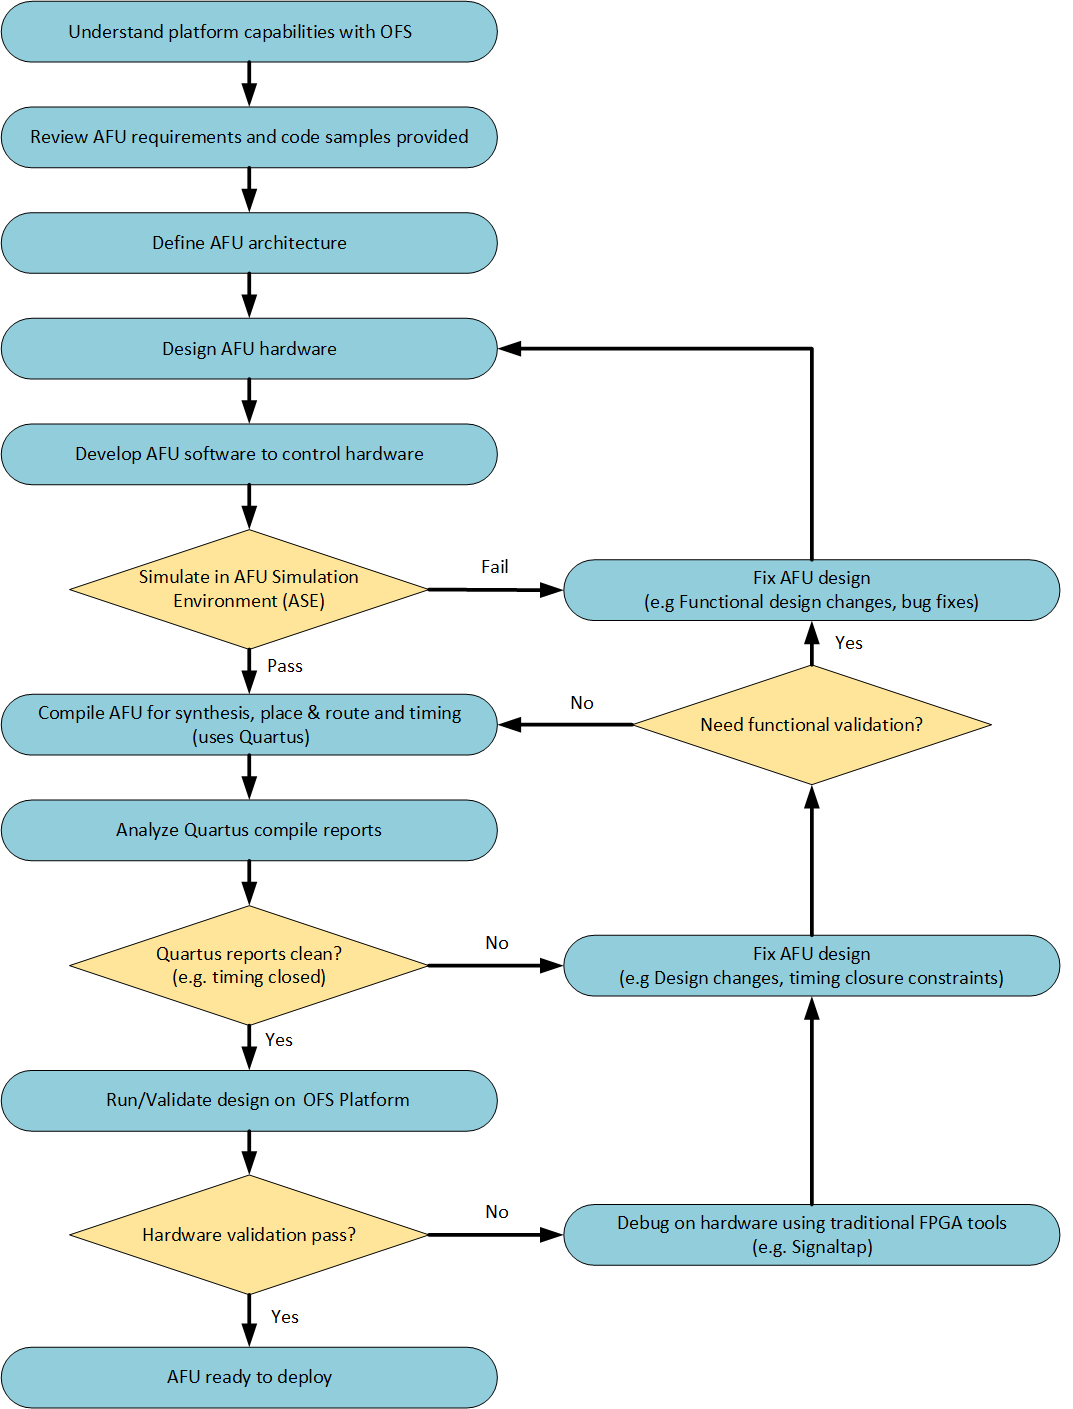 Understand platform capabilities with OFS
Review AFU requirements and code samples provided
Define AFU architecture
Design AFU hardware
Develop AFU software to control hardware
Simulate in AFU Simulation
Environment (ASE)
Fail
Fix AFU design
(e.g Functional design changes, bug fixes)
Pass
Yes
Compile AFU for synthesis, place & route and timing
(uses Quartus)
No
Need functional validation?
Analyze Quartus compile reports
Quartus reports clean?
(e.g. timing closed)
No
Fix AFU design
(e.g Design changes, timing closure constraints)
Yes
Run/Validate design on OFS Platform
Hardware validation pass?
No
Debug on hardware using traditional FPGA tools
(e.g. Signaltap)
Yes
AFU ready to deploy